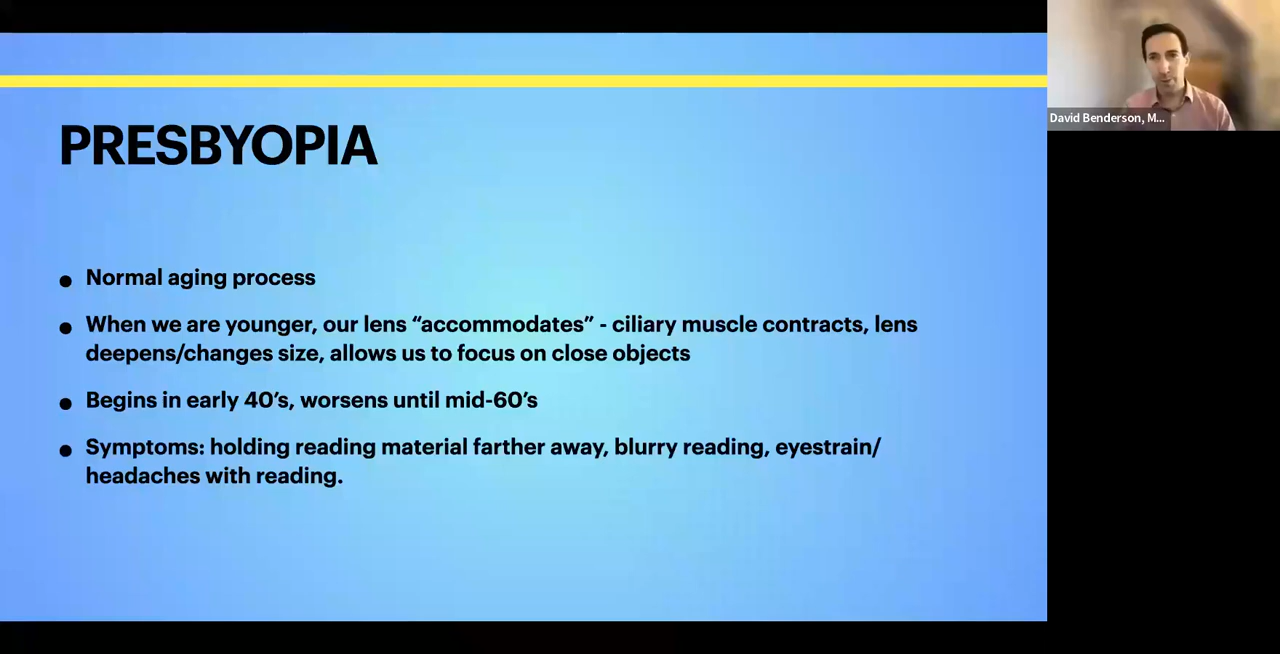 PRESBYOPIA
● Normal aging process
● When we are younger, our lens “accommodates” - ciliary muscle contracts, lens
deepens/changes size, allows us to focus on close objects
● Begins in early 40’s, worsens until mid-60’s
● Symptoms: holding reading material farther away, blurry reading, eyestrain/
headaches with reading.
David Benderson, M...